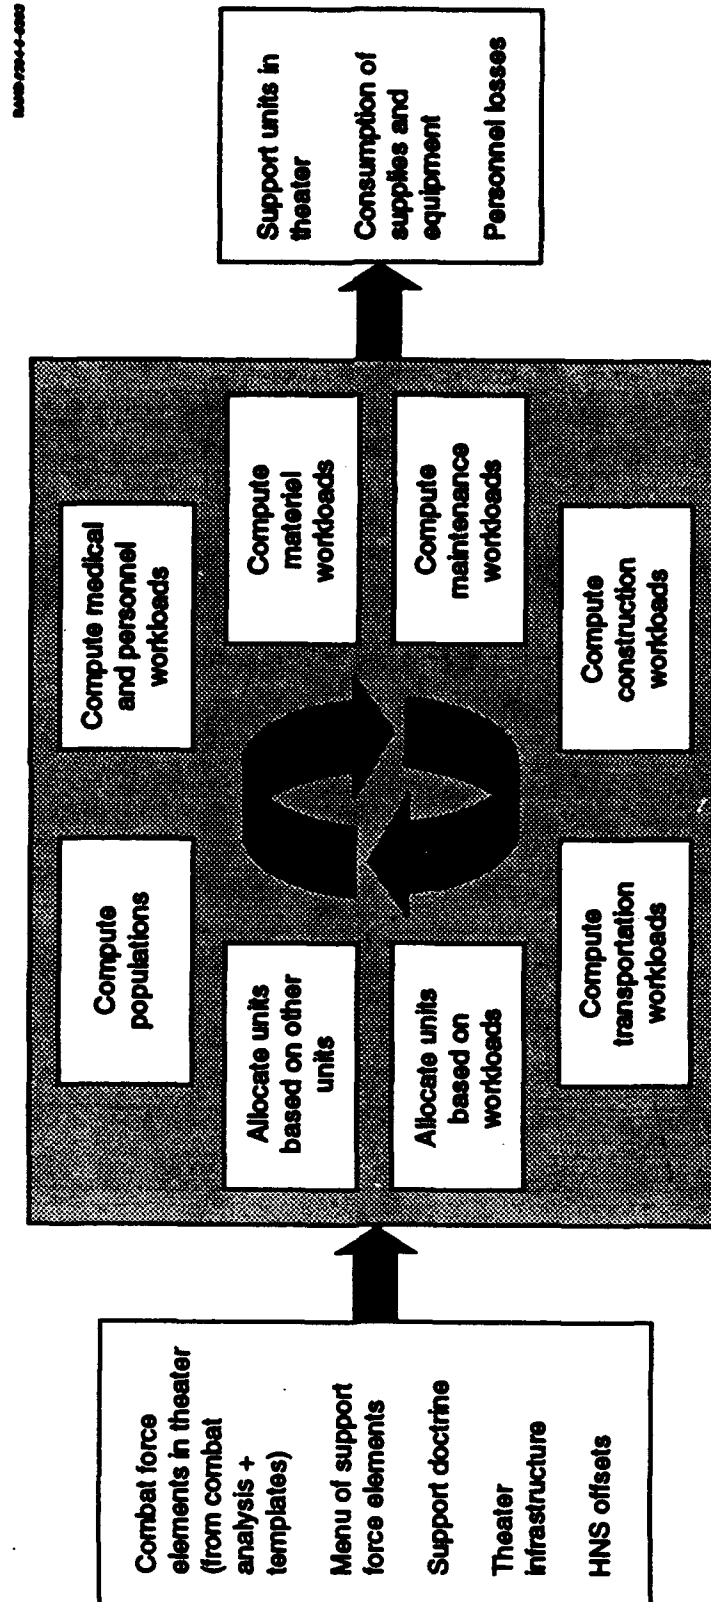 Combat force
elements in theater
(from combat
analysis +
templates)
Menu of support
force elements
Support doctrine
Theater
infrastructure
HNS offsets
Compute
populations
Compute medical
and personnel
workloads
Allocate units
based on other
units
Compute
materiel
workloads
Allocate units
based on
workloads
Compute
maintenance
workloads
Compute
transportation
workloads
Compute
construction
workloads
Support units in
theater
Consumption of
supplies and
equipment
Personnel losses